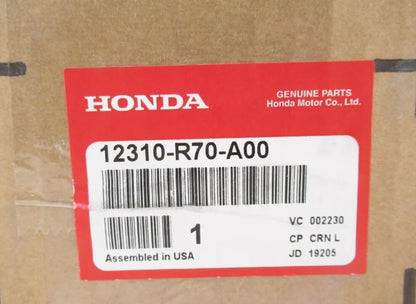 HONDA
GENUINE PARTS
Honda Motor Co., Ltd.
12310-R70-A00
1
VC 002230
CP CRN L
JD 19205
Assembled in USA